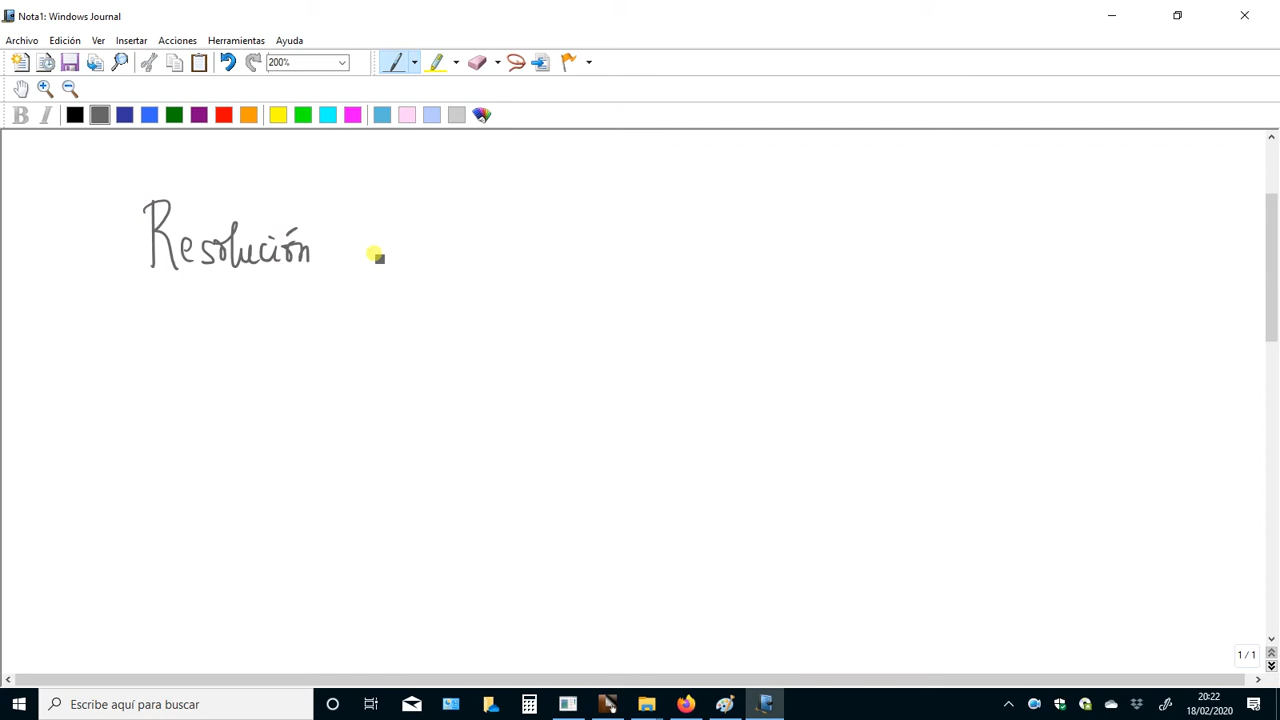 Nota1: Windows Journal
Archivo Edición Ver Insertar Acciones Herramientas Ayuda
200%
B I
Resolución
1 / 1
Escribe aquí para buscar
20:22
18/02/2020